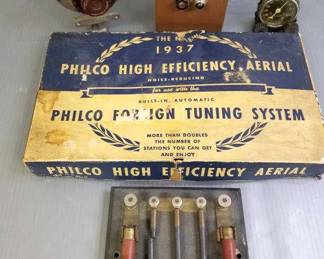 THE NEW
1937
PHILCO HIGH EFFICIENCY AERIAL
NOISE-REDUCING
for use with the
BUILT-IN, AUTOMATIC
PHILCO FOREIGN TUNING SYSTEM
MORE THAN DOUBLES
THE NUMBER OF
STATIONS YOU CAN GET
AND ENJOY
PHILCO HIGH EFFICIENCY AERIAL